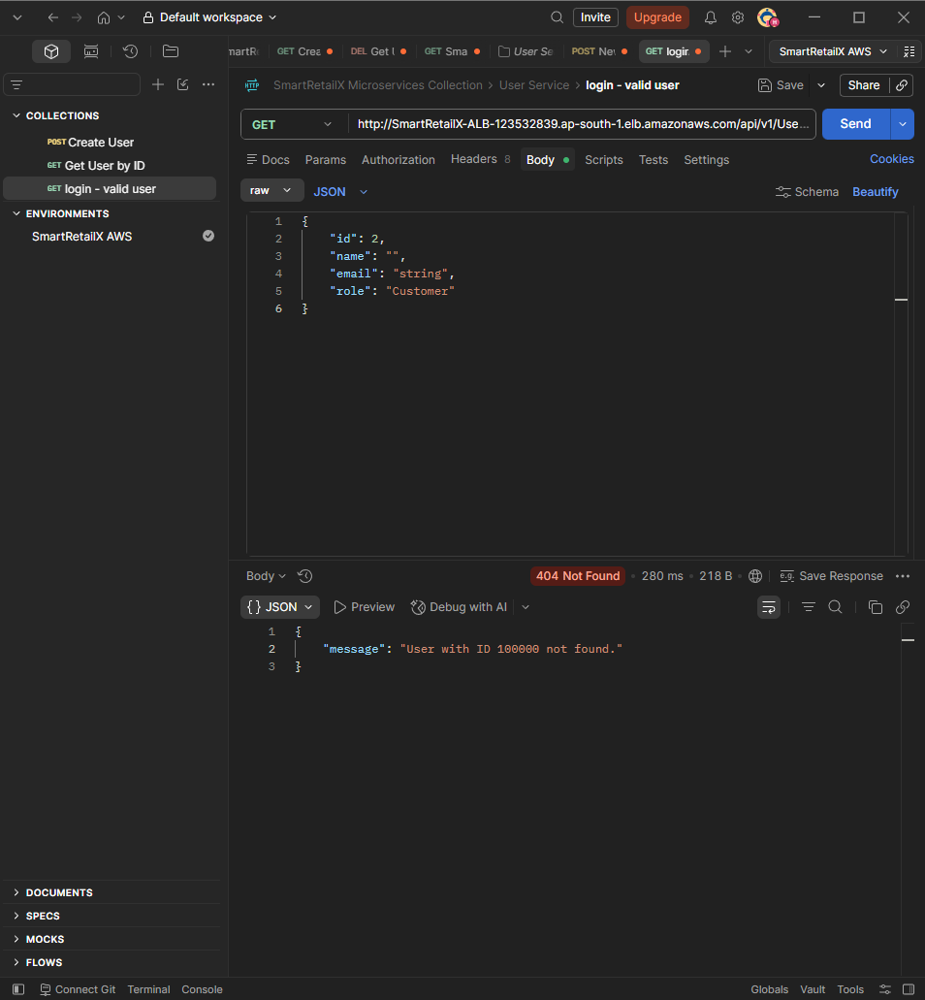 Default workspace
Invite
Upgrade
smartRe
GET Crea
DEL Get U
GET Sma
User Se
POST Nev
GET login.
SmartRetailX AWS
HTTP SmartRetailX Microservices Collection > User Service > login - valid user
Save
Share
COLLECTIONS
POST Create User
GET Get User by ID
GET login - valid user
ENVIRONMENTS
SmartRetailX AWS
GET
http://SmartRetailX-ALB-123532839.ap-south-1.elb.amazonaws.com/api/v1/Use...
Send
Docs Params Authorization Headers 8 Body Scripts Tests Settings Cookies
raw JSON Schema Beautify
1 {
2 "id": 2,
3 "name": "",
4 "email": "string",
5 "role": "Customer"
6 }
Body 404 Not Found • 280 ms • 218 B • e.g. Save Response
{} JSON Preview Debug with AI
1 {
2 "message": "User with ID 100000 not found."
3 }
DOCUMENTS
SPECS
MOCKS
FLOWS
Connect Git Terminal Console Globals Vault Tools